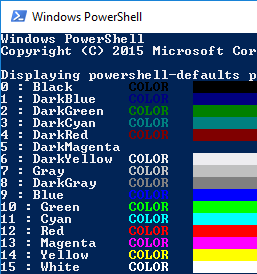 Windows PowerShell
Windows PowerShell
Copyright (C) 2015 Microsoft Cor
Displaying powershell-defaults p
0 : Black COLOR
1 : DarkBlue COLOR
2 : DarkGreen COLOR
3 : DarkCyan COLOR
4 : DarkRed COLOR
5 : DarkMagenta
6 : DarkYellow COLOR
7 : Gray COLOR
8 : DarkGray COLOR
9 : Blue COLOR
10 : Green COLOR
11 : Cyan COLOR
12 : Red COLOR
13 : Magenta COLOR
14 : Yellow COLOR
15 : White COLOR